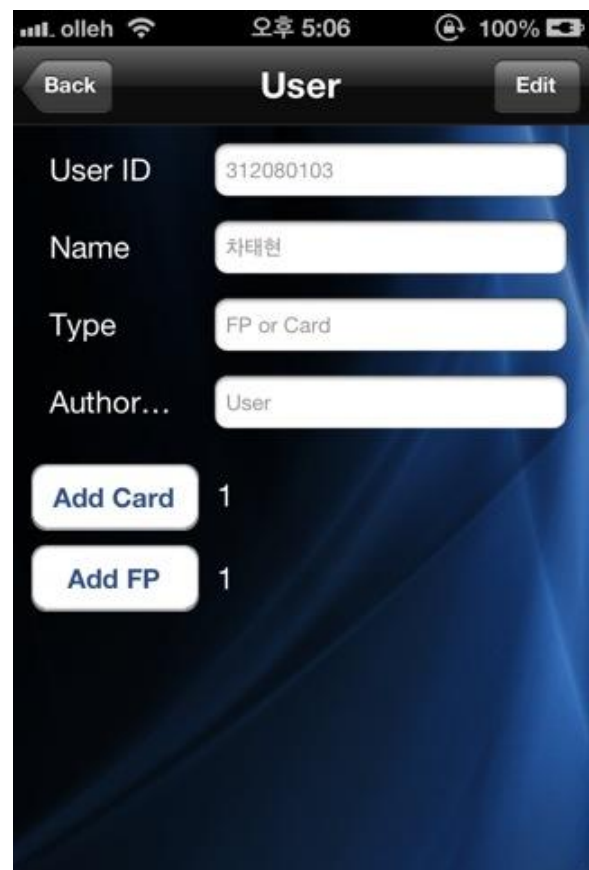 olleh 오후 5:06 100%
Back User Edit
User ID 312080103
Name 차태현
Type FP or Card
Author... User
Add Card 1
Add FP 1